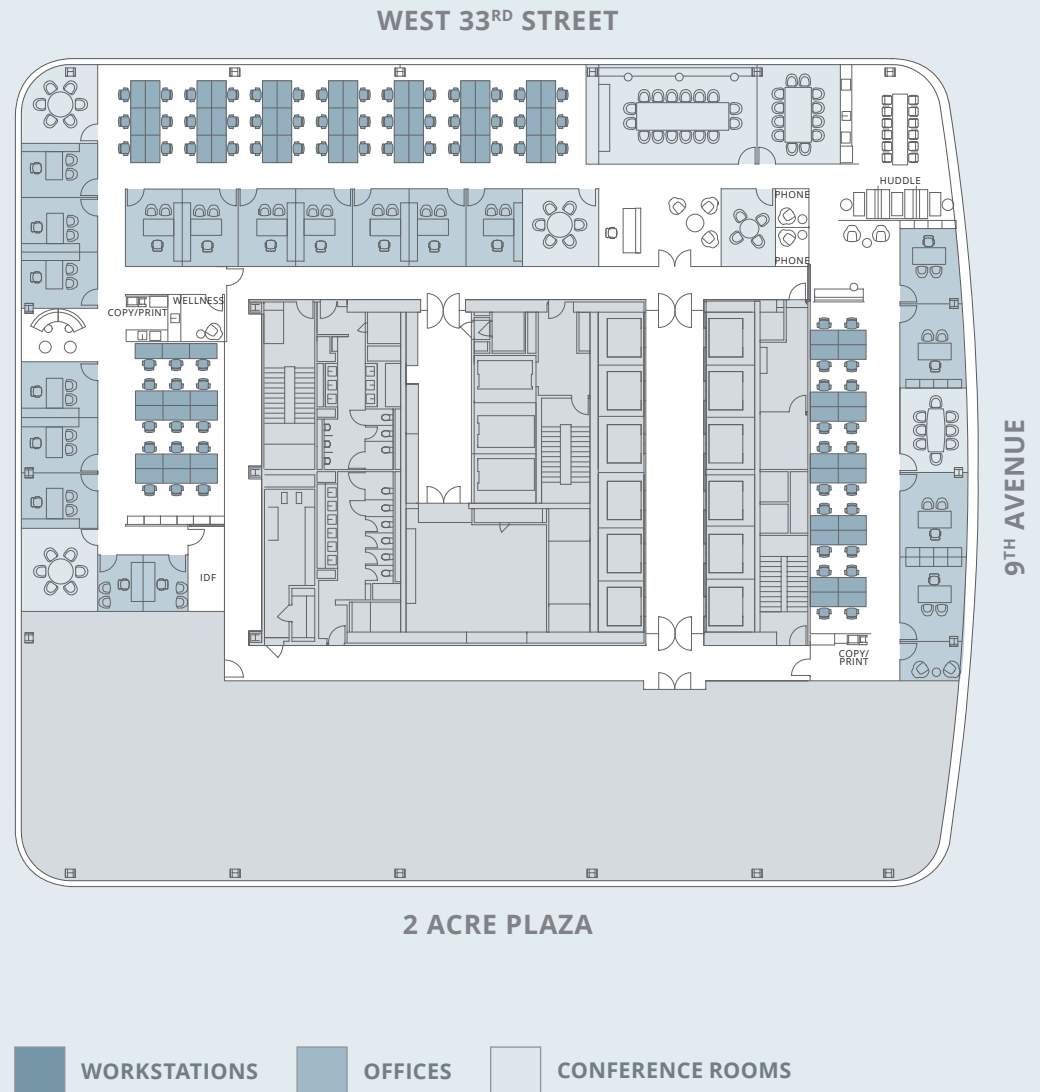 WEST 33RD STREET
PHONE
HUDDLE
PHONE
WELLNESS
COPY/PRINT
9TH AVENUE
IDF
COPY/
PRINT
2 ACRE PLAZA
WORKSTATIONS
OFFICES
CONFERENCE ROOMS